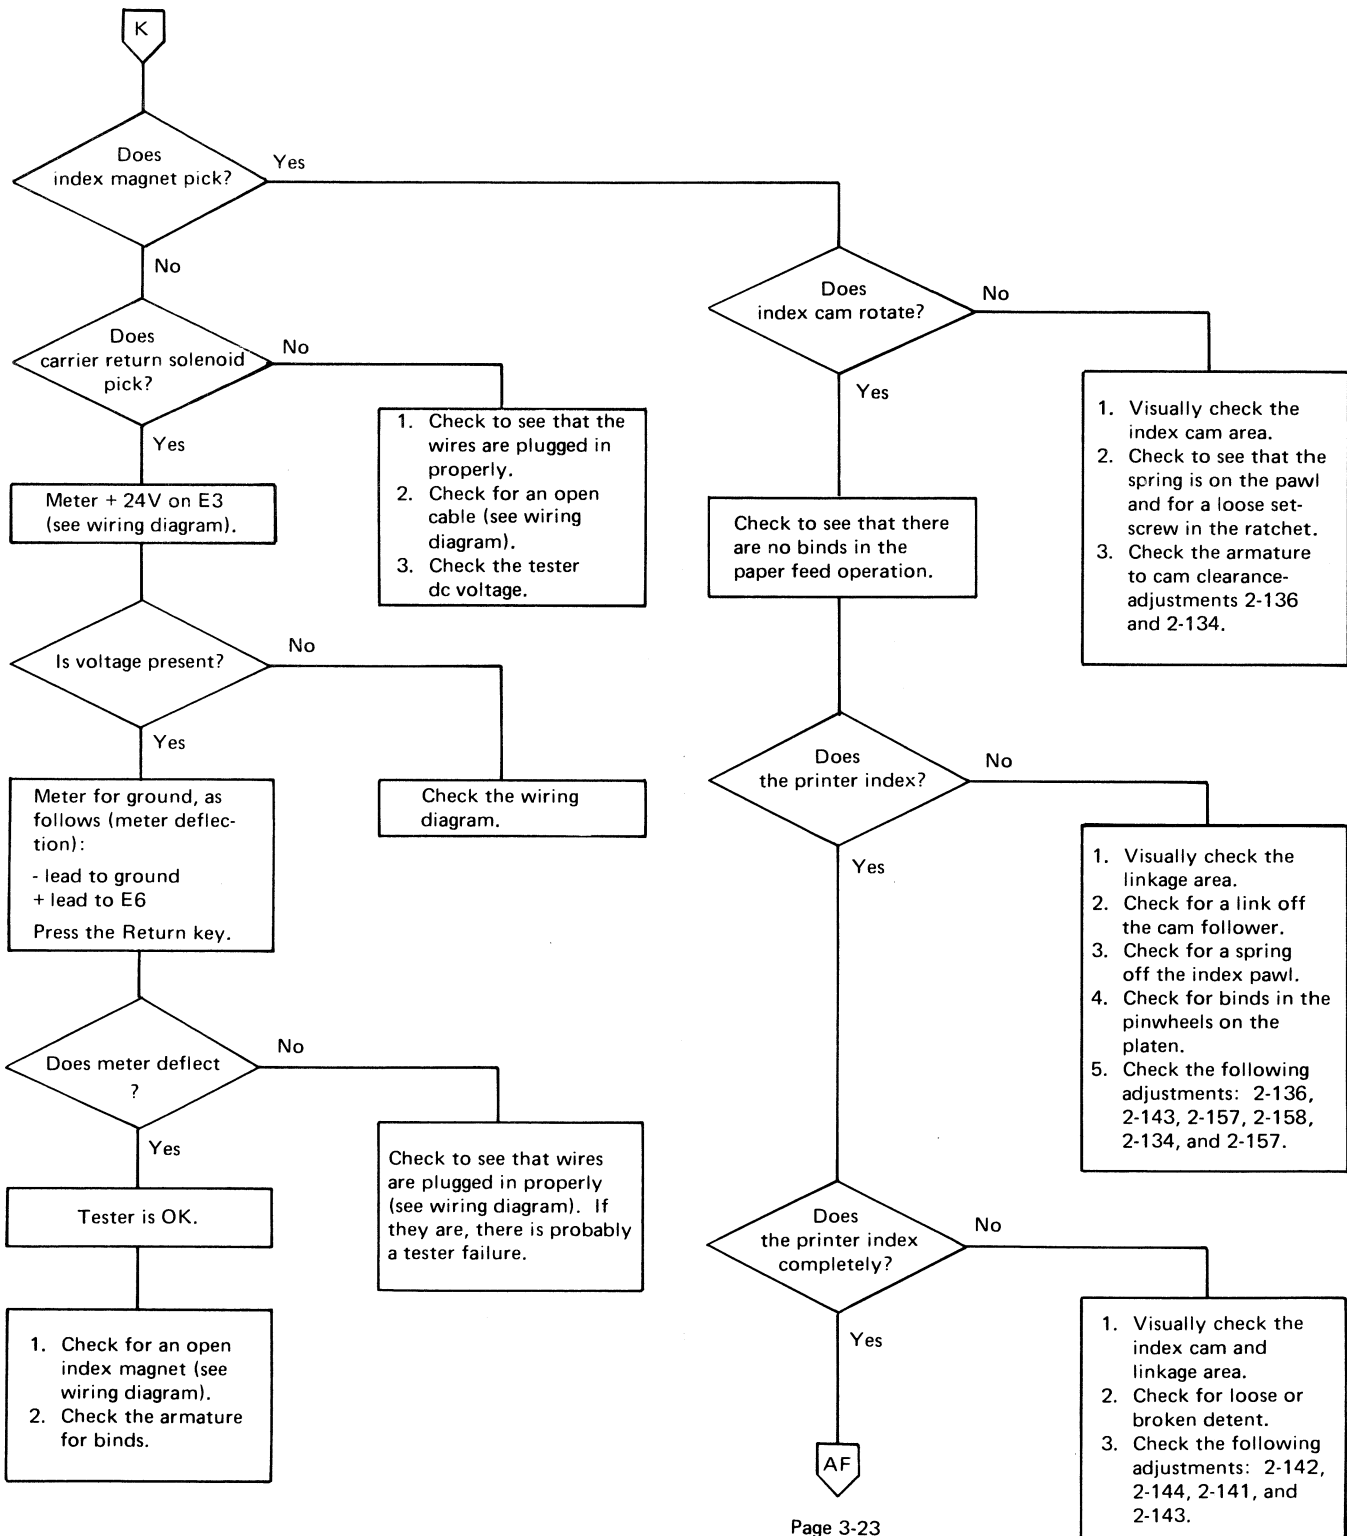 K
Does
index magnet pick?
Yes
No
Does
carrier return solenoid
pick?
No
1. Check to see that the
wires are plugged in
properly.
2. Check for an open
cable (see wiring
diagram).
3. Check the tester
dc voltage.
Yes
Meter + 24V on E3
(see wiring diagram).
Is voltage present?
No
Check the wiring
diagram.
Yes
Meter for ground, as
follows (meter deflec-
tion):
- lead to ground
+ lead to E6
Press the Return key.
Does meter deflect
?
No
Check to see that wires
are plugged in properly
(see wiring diagram). If
they are, there is probably
a tester failure.
Yes
Tester is OK.
1. Check for an open
index magnet (see
wiring diagram).
2. Check the armature
for binds.
Does
index cam rotate?
No
1. Visually check the
index cam area.
2. Check to see that the
spring is on the pawl
and for a loose set-
screw in the ratchet.
3. Check the armature
to cam clearance-
adjustments 2-136
and 2-134.
Yes
Check to see that there
are no binds in the
paper feed operation.
Does
the printer index?
No
1. Visually check the
linkage area.
2. Check for a link off
the cam follower.
3. Check for a spring
off the index pawl.
4. Check for binds in the
pinwheels on the
platen.
5. Check the following
adjustments: 2-136,
2-143, 2-157, 2-158,
2-134, and 2-157.
Yes
Does
the printer index
completely?
No
1. Visually check the
index cam and
linkage area.
2. Check for loose or
broken detent.
3. Check the following
adjustments: 2-142,
2-144, 2-141, and
2-143.
Yes
AF
Page 3-23